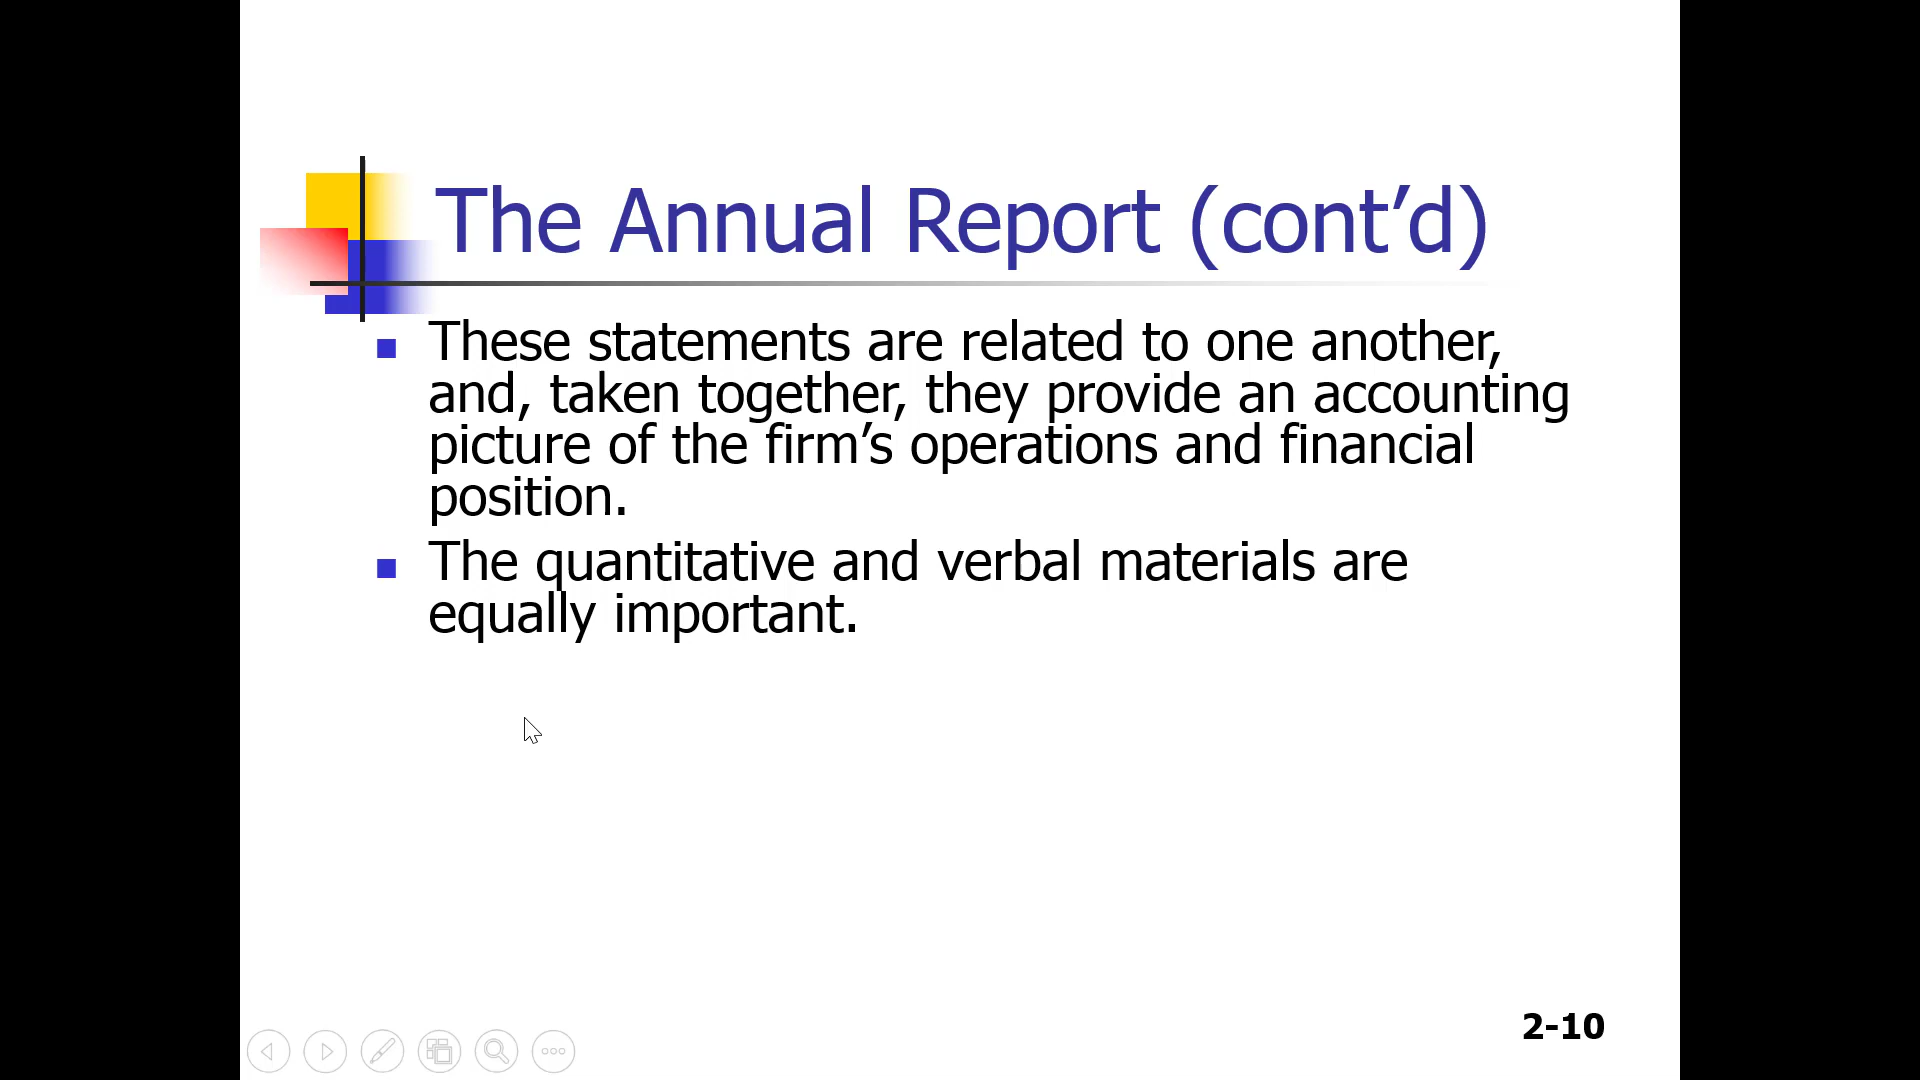 The Annual Report (cont’d)
These statements are related to one another,
and, taken together, they provide an accounting
picture of the firm’s operations and financial
position.
The quantitative and verbal materials are
equally important.
2-10